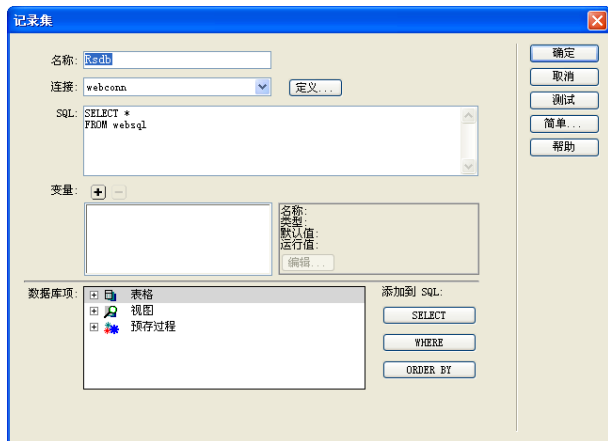 记录集
名称: Rsdb
确定
连接: webconn 定义...
取消
SQL: SELECT *
FROM websql
测试
简单...
帮助
变量:
名称:
类型:
默认值:
运行值:
编辑...
数据库项: 表格
视图
预存过程
添加到 SQL:
SELECT
WHERE
ORDER BY